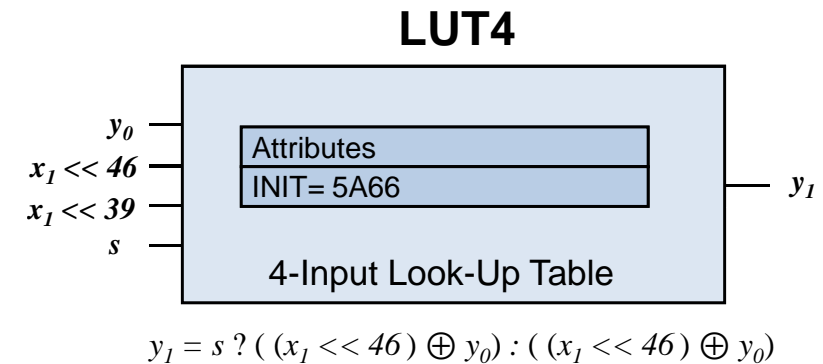 LUT4
y₀
x₁ << 46
x₁ << 39
s
Attributes
INIT= 5A66
y₁
4-Input Look-Up Table
y₁ = s ? ( (x₁ << 46 ) ⊕ y₀) : ( (x₁ << 46 ) ⊕ y₀)